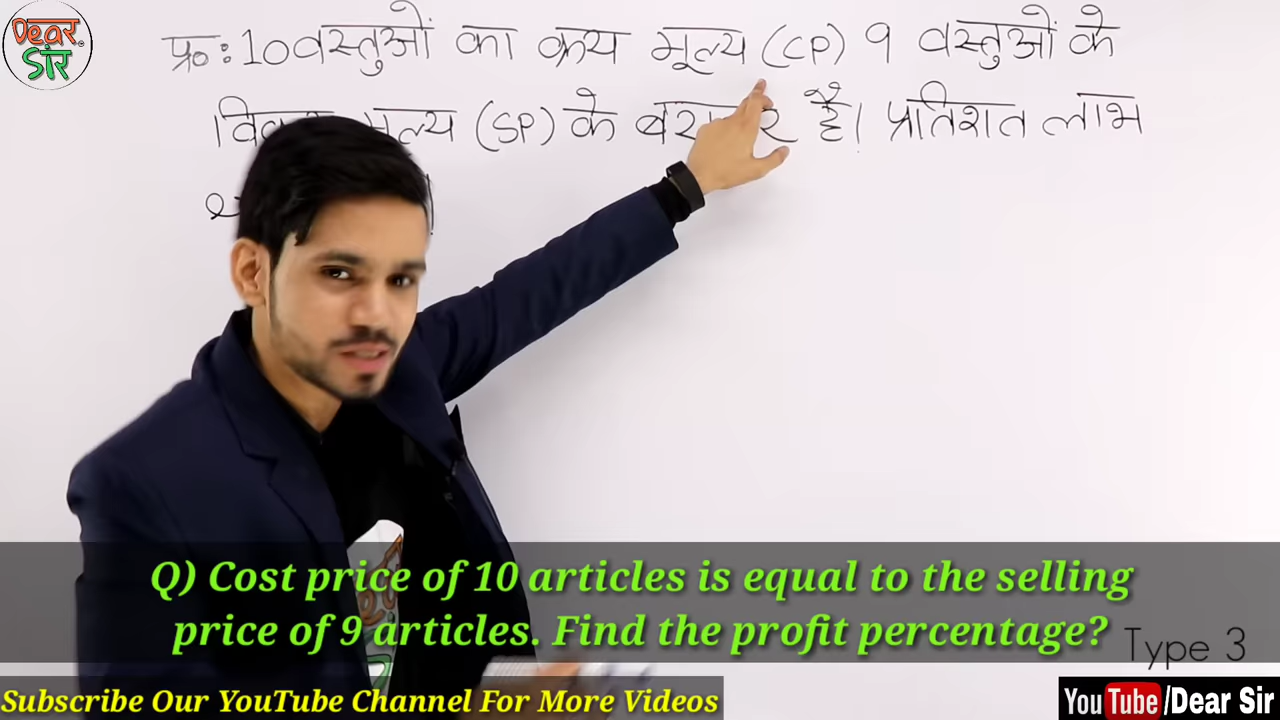 Dear
SIR
प्र०: 10 वस्तुओं का क्रय मूल्य (CP) 9 वस्तुओं के
मूल्य (SP) के है। प्रतिशत लाभ
Q) Cost price of 10 articles is equal to the selling
price of 9 articles. Find the profit percentage?
Type 3
Subscribe Our YouTube Channel For More Videos
YouTube/Dear Sir